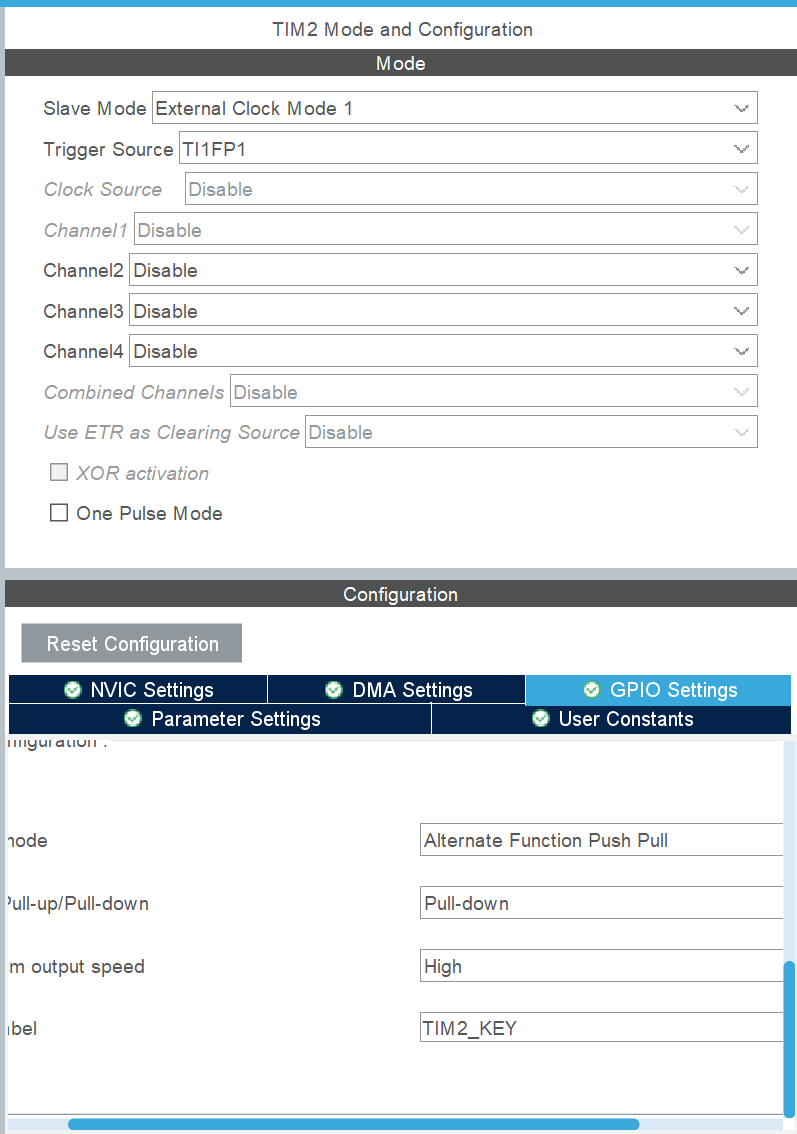 TIM2 Mode and Configuration
Mode
Slave Mode External Clock Mode 1
Trigger Source TI1FP1
Clock Source Disable
Channel1 Disable
Channel2 Disable
Channel3 Disable
Channel4 Disable
Combined Channels Disable
Use ETR as Clearing Source Disable
XOR activation
One Pulse Mode
Configuration
Reset Configuration
NVIC Settings DMA Settings GPIO Settings
Parameter Settings User Constants
Alternate Function Push Pull
Pull-up/Pull-down Pull-down
m output speed High
TIM2_KEY